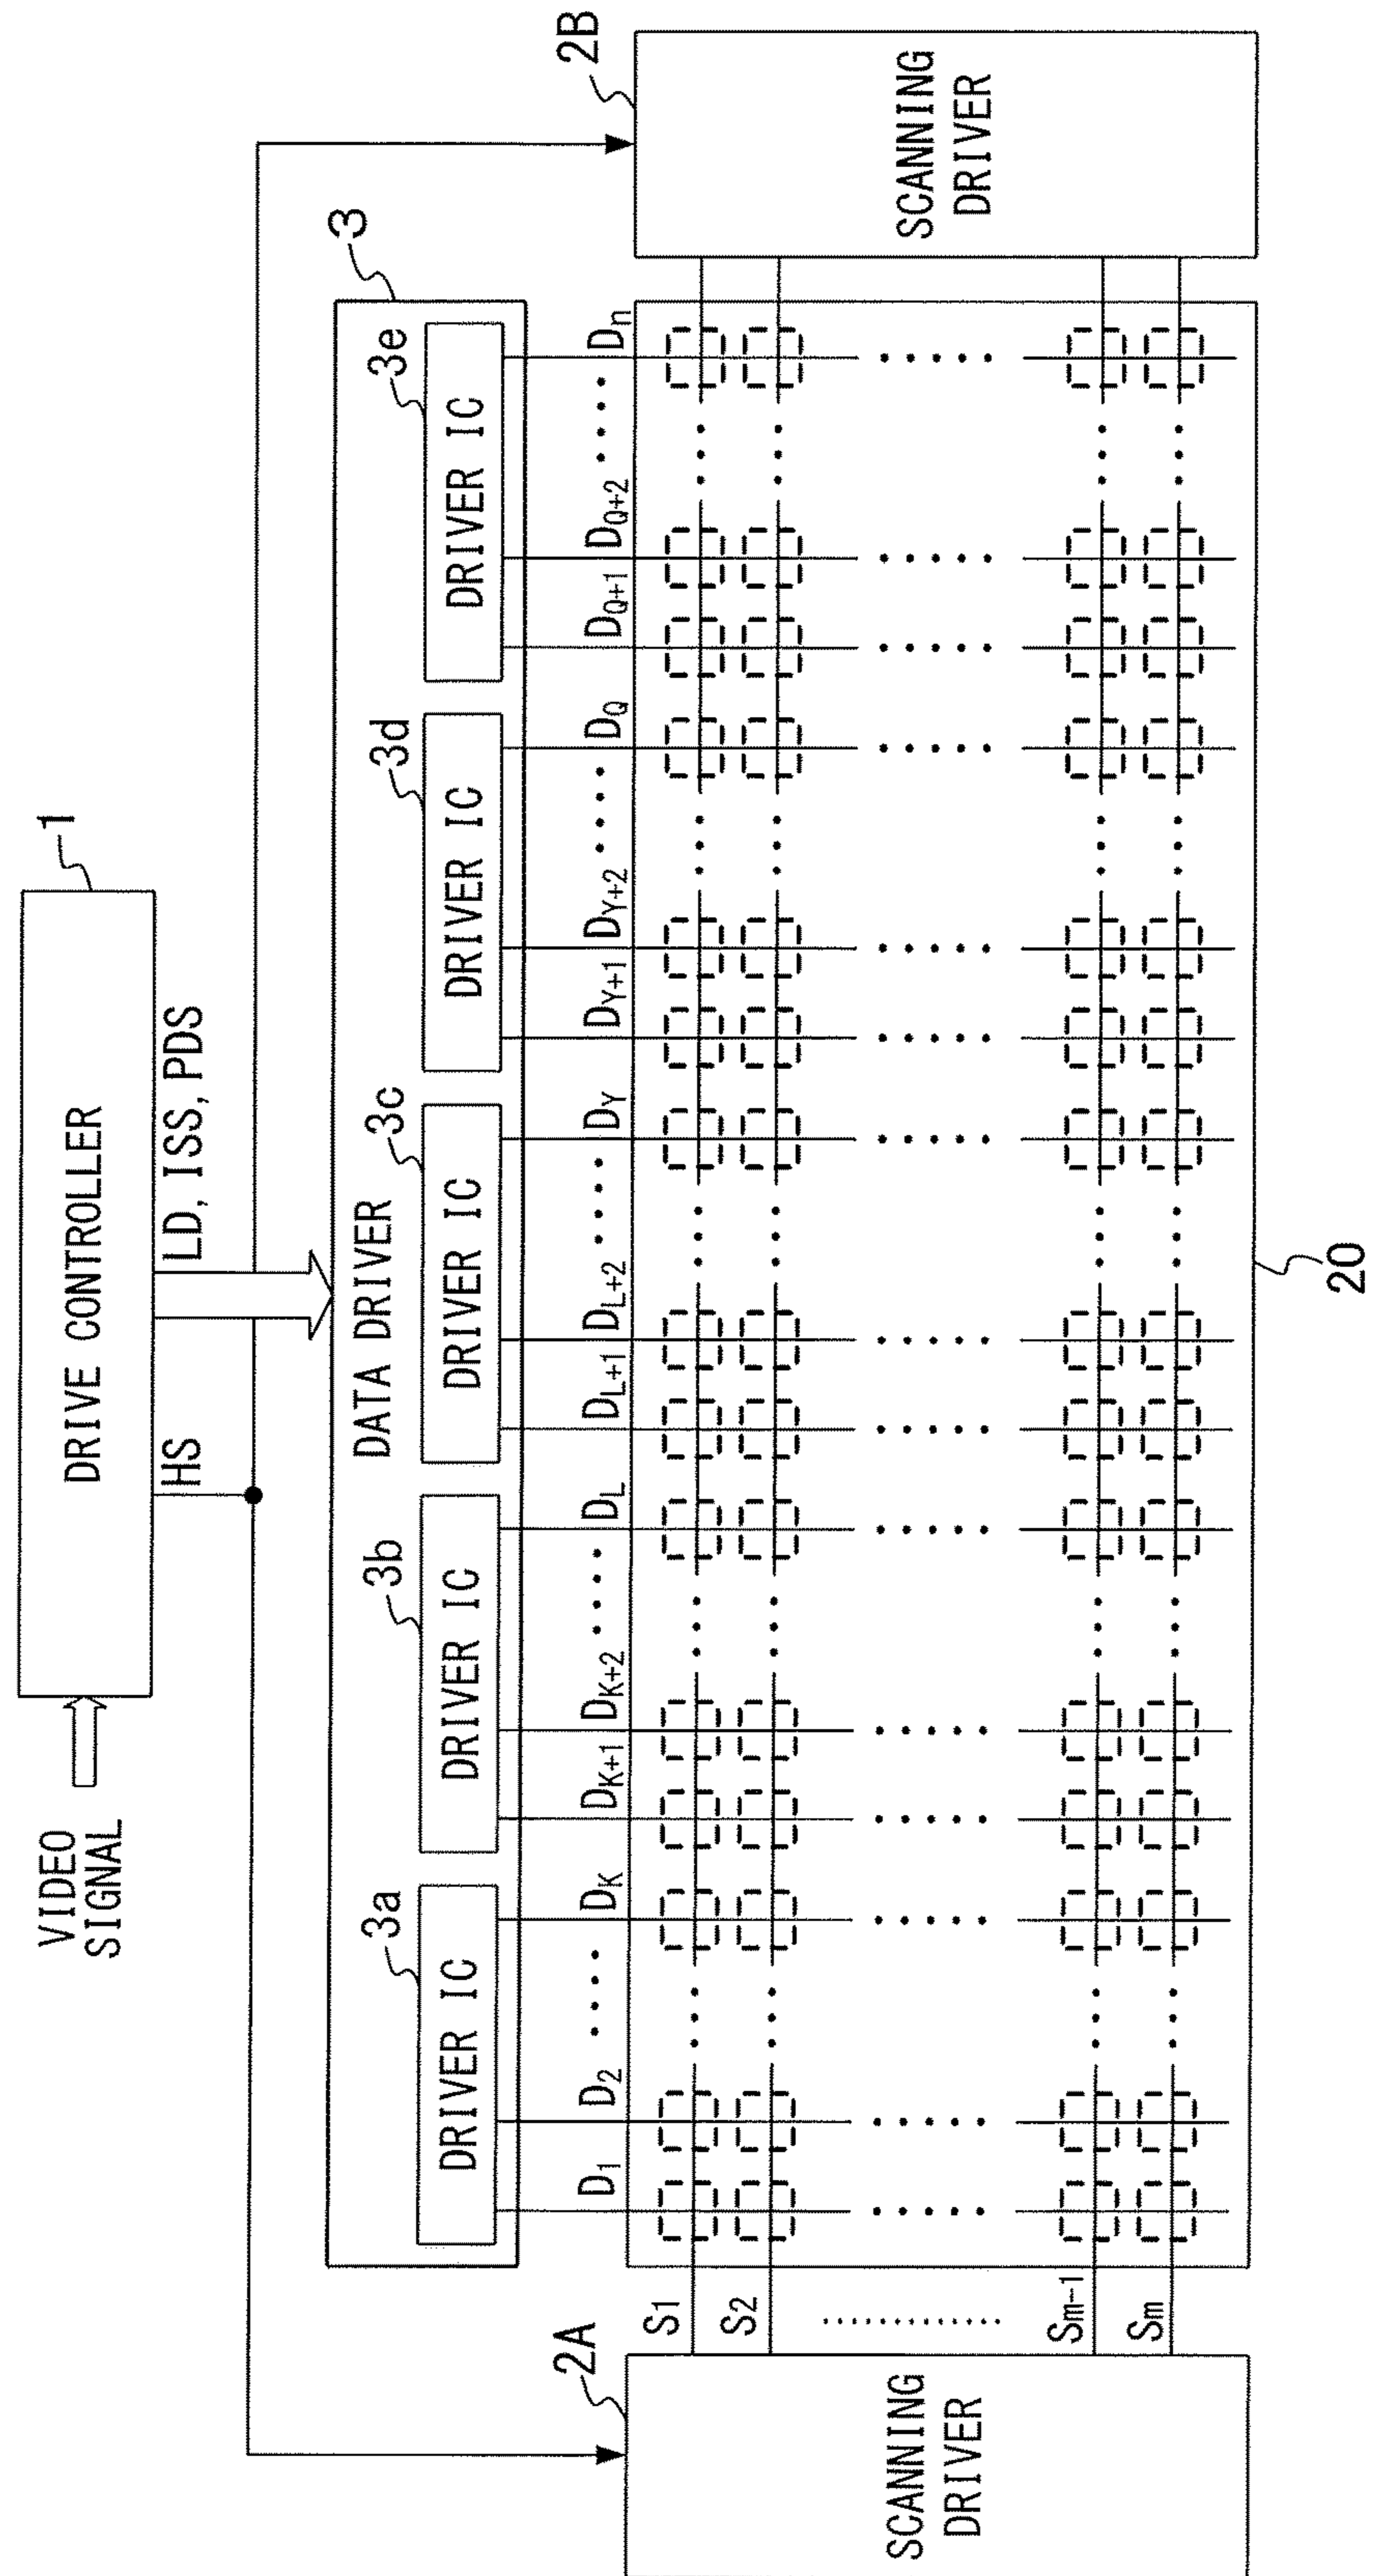 VIDEO
SIGNAL
DRIVE CONTROLLER
1
HS
LD, ISS, PDS
DATA DRIVER
3
3a
3b
3c
3d
3e
DRIVER IC
DRIVER IC
DRIVER IC
DRIVER IC
DRIVER IC
D1 D2 ····· DK DK+1 DK+2 ····· DL DL+1 DL+2 ····· DY DY+1 DY+2 ····· DQ DQ+1 DQ+2 ····· Dn
2A
SCANNING
DRIVER
2B
SCANNING
DRIVER
S1
S2
Sm-1
Sm
20